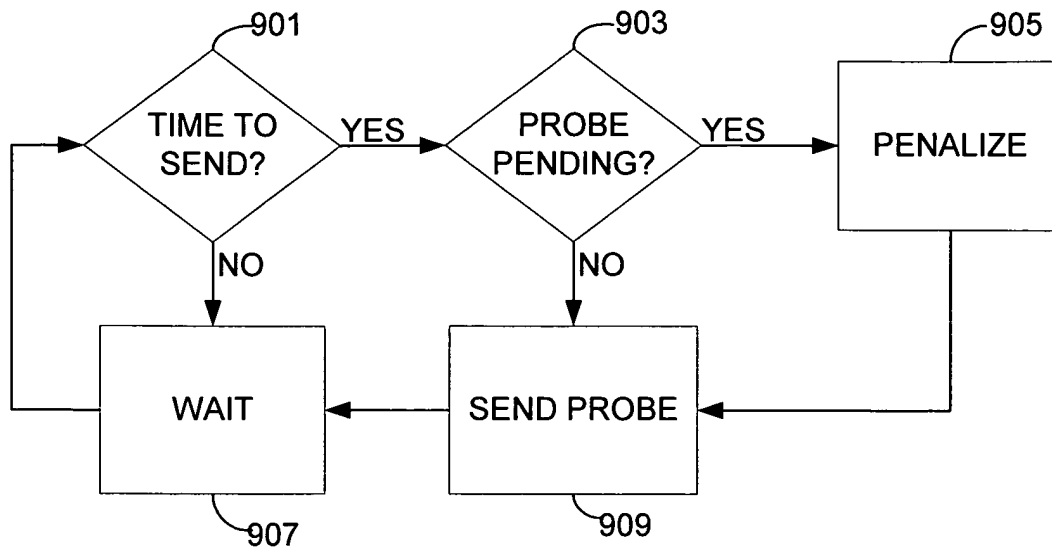 901
903
905
TIME TO
SEND?
YES
PROBE
PENDING?
YES
PENALIZE
NO
NO
WAIT
SEND PROBE
907
909